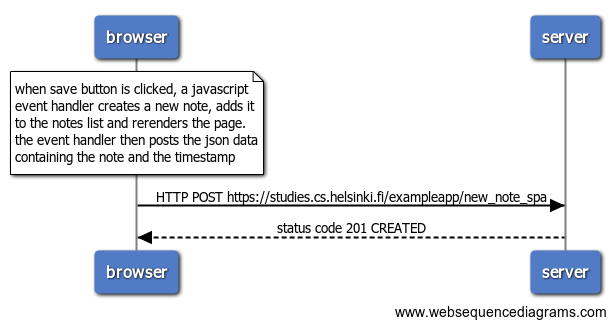 browser
server
when save button is clicked, a javascript
event handler creates a new note, adds it
to the notes list and rerenders the page.
the event handler then posts the json data
containing the note and the timestamp
HTTP POST https://studies.cs.helsinki.fi/exampleapp/new_note_spa
status code 201 CREATED
browser
server
www.websequencediagrams.com